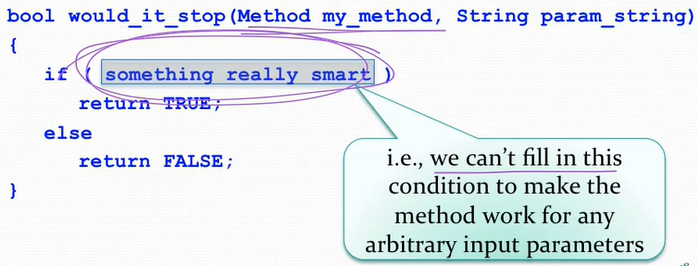 bool would_it_stop(Method my_method, String param_string)
{
if ( something really smart )
return TRUE;
else
return FALSE;
}
i.e., we can't fill in this
condition to make the
method work for any
arbitrary input parameters